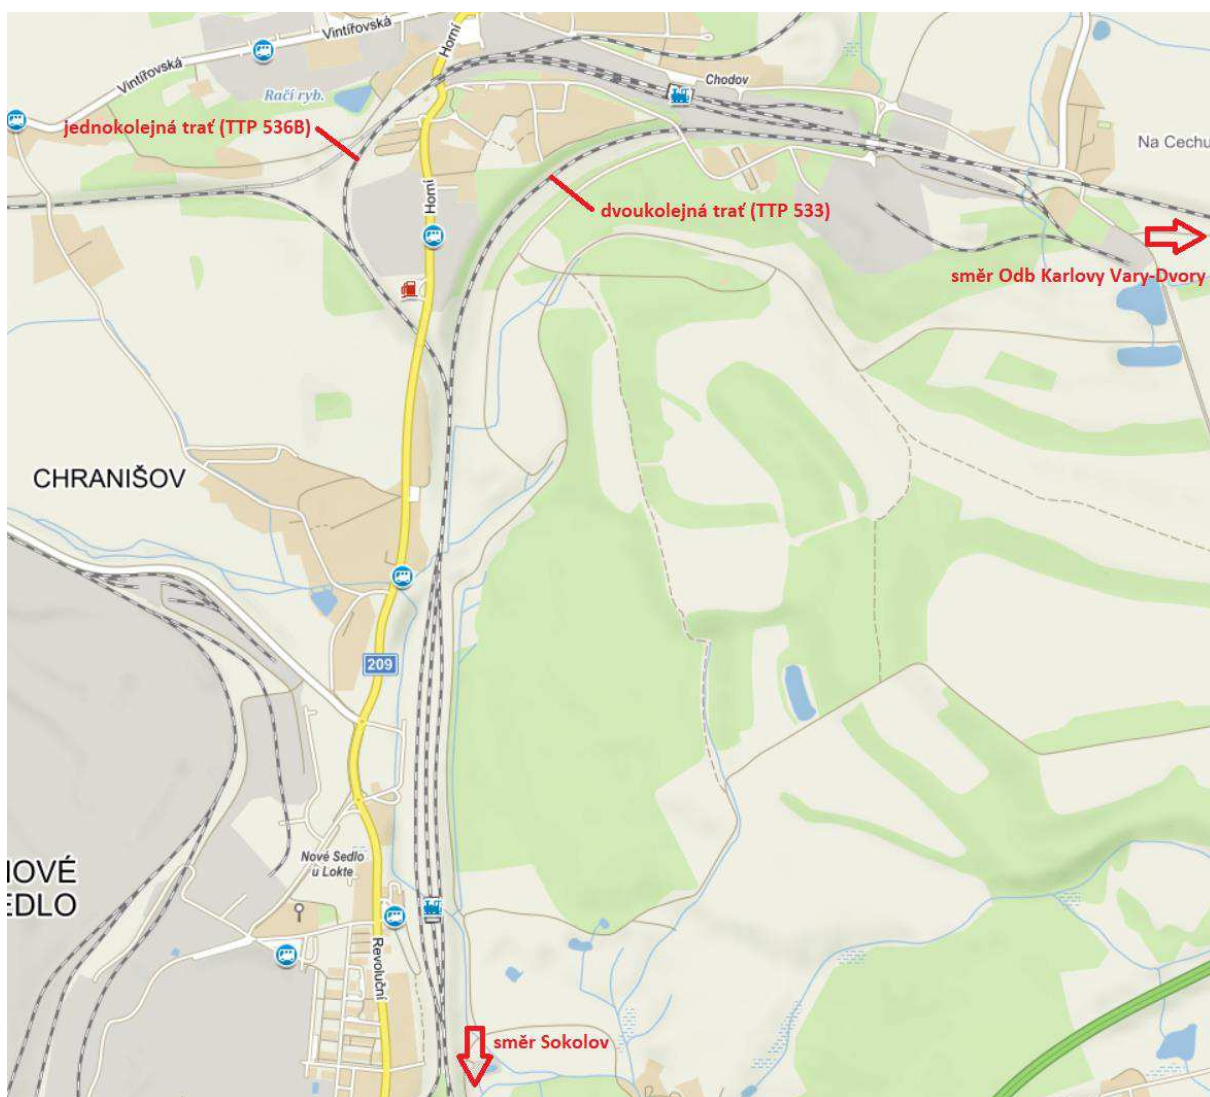 Vintířovská
Horní
Vintířovská
Chodov
Račí ryb.
jednokolejná trať (TTP 536B)
Na Cechu
Horní
dvoukolejná trať (TTP 533)
směr Odb Karlovy Vary-Dvory
CHRANIŠOV
209
Nové Sedlo
u Lokte
IOVÉ
EDLO
Revoluční
směr Sokolov